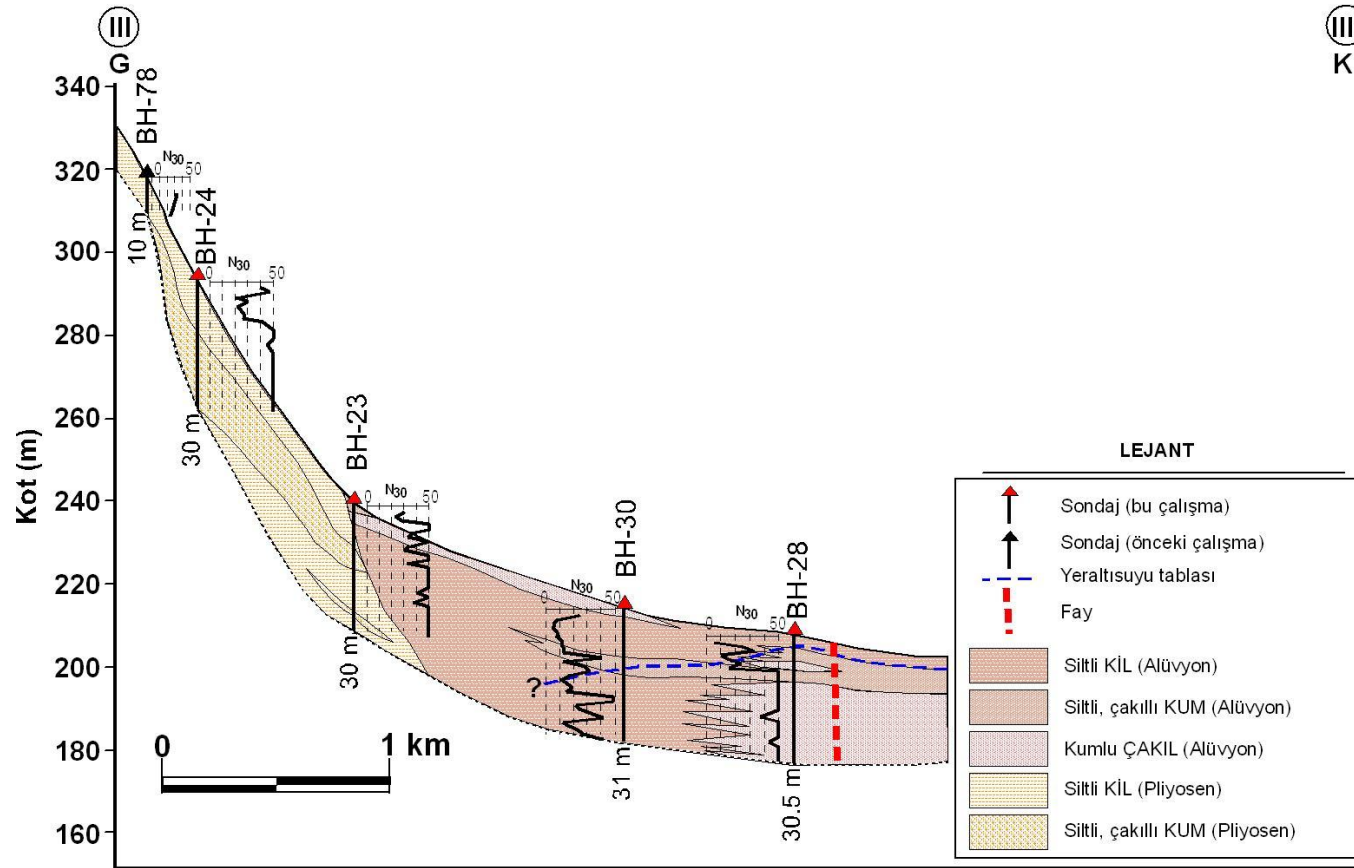 III
G
III
K
340
320
300
280
260
240
220
200
180
160
Kot (m)
BH-78
N30
0 50
10 m
BH-24
N30
0 50
30 m
BH-23
N30
0 50
30 m
BH-30
N30
0 50
31 m
BH-28
N30
0 50
30.5 m
?
0 1 km
LEJANT
Sondaj (bu çalışma)
Sondaj (önceki çalışma)
Yeraltısuyu tablası
Fay
Siltli KİL (Alüvyon)
Siltli, çakıllı KUM (Alüvyon)
Kumlu ÇAKIL (Alüvyon)
Siltli KİL (Pliyosen)
Siltli, çakıllı KUM (Pliyosen)